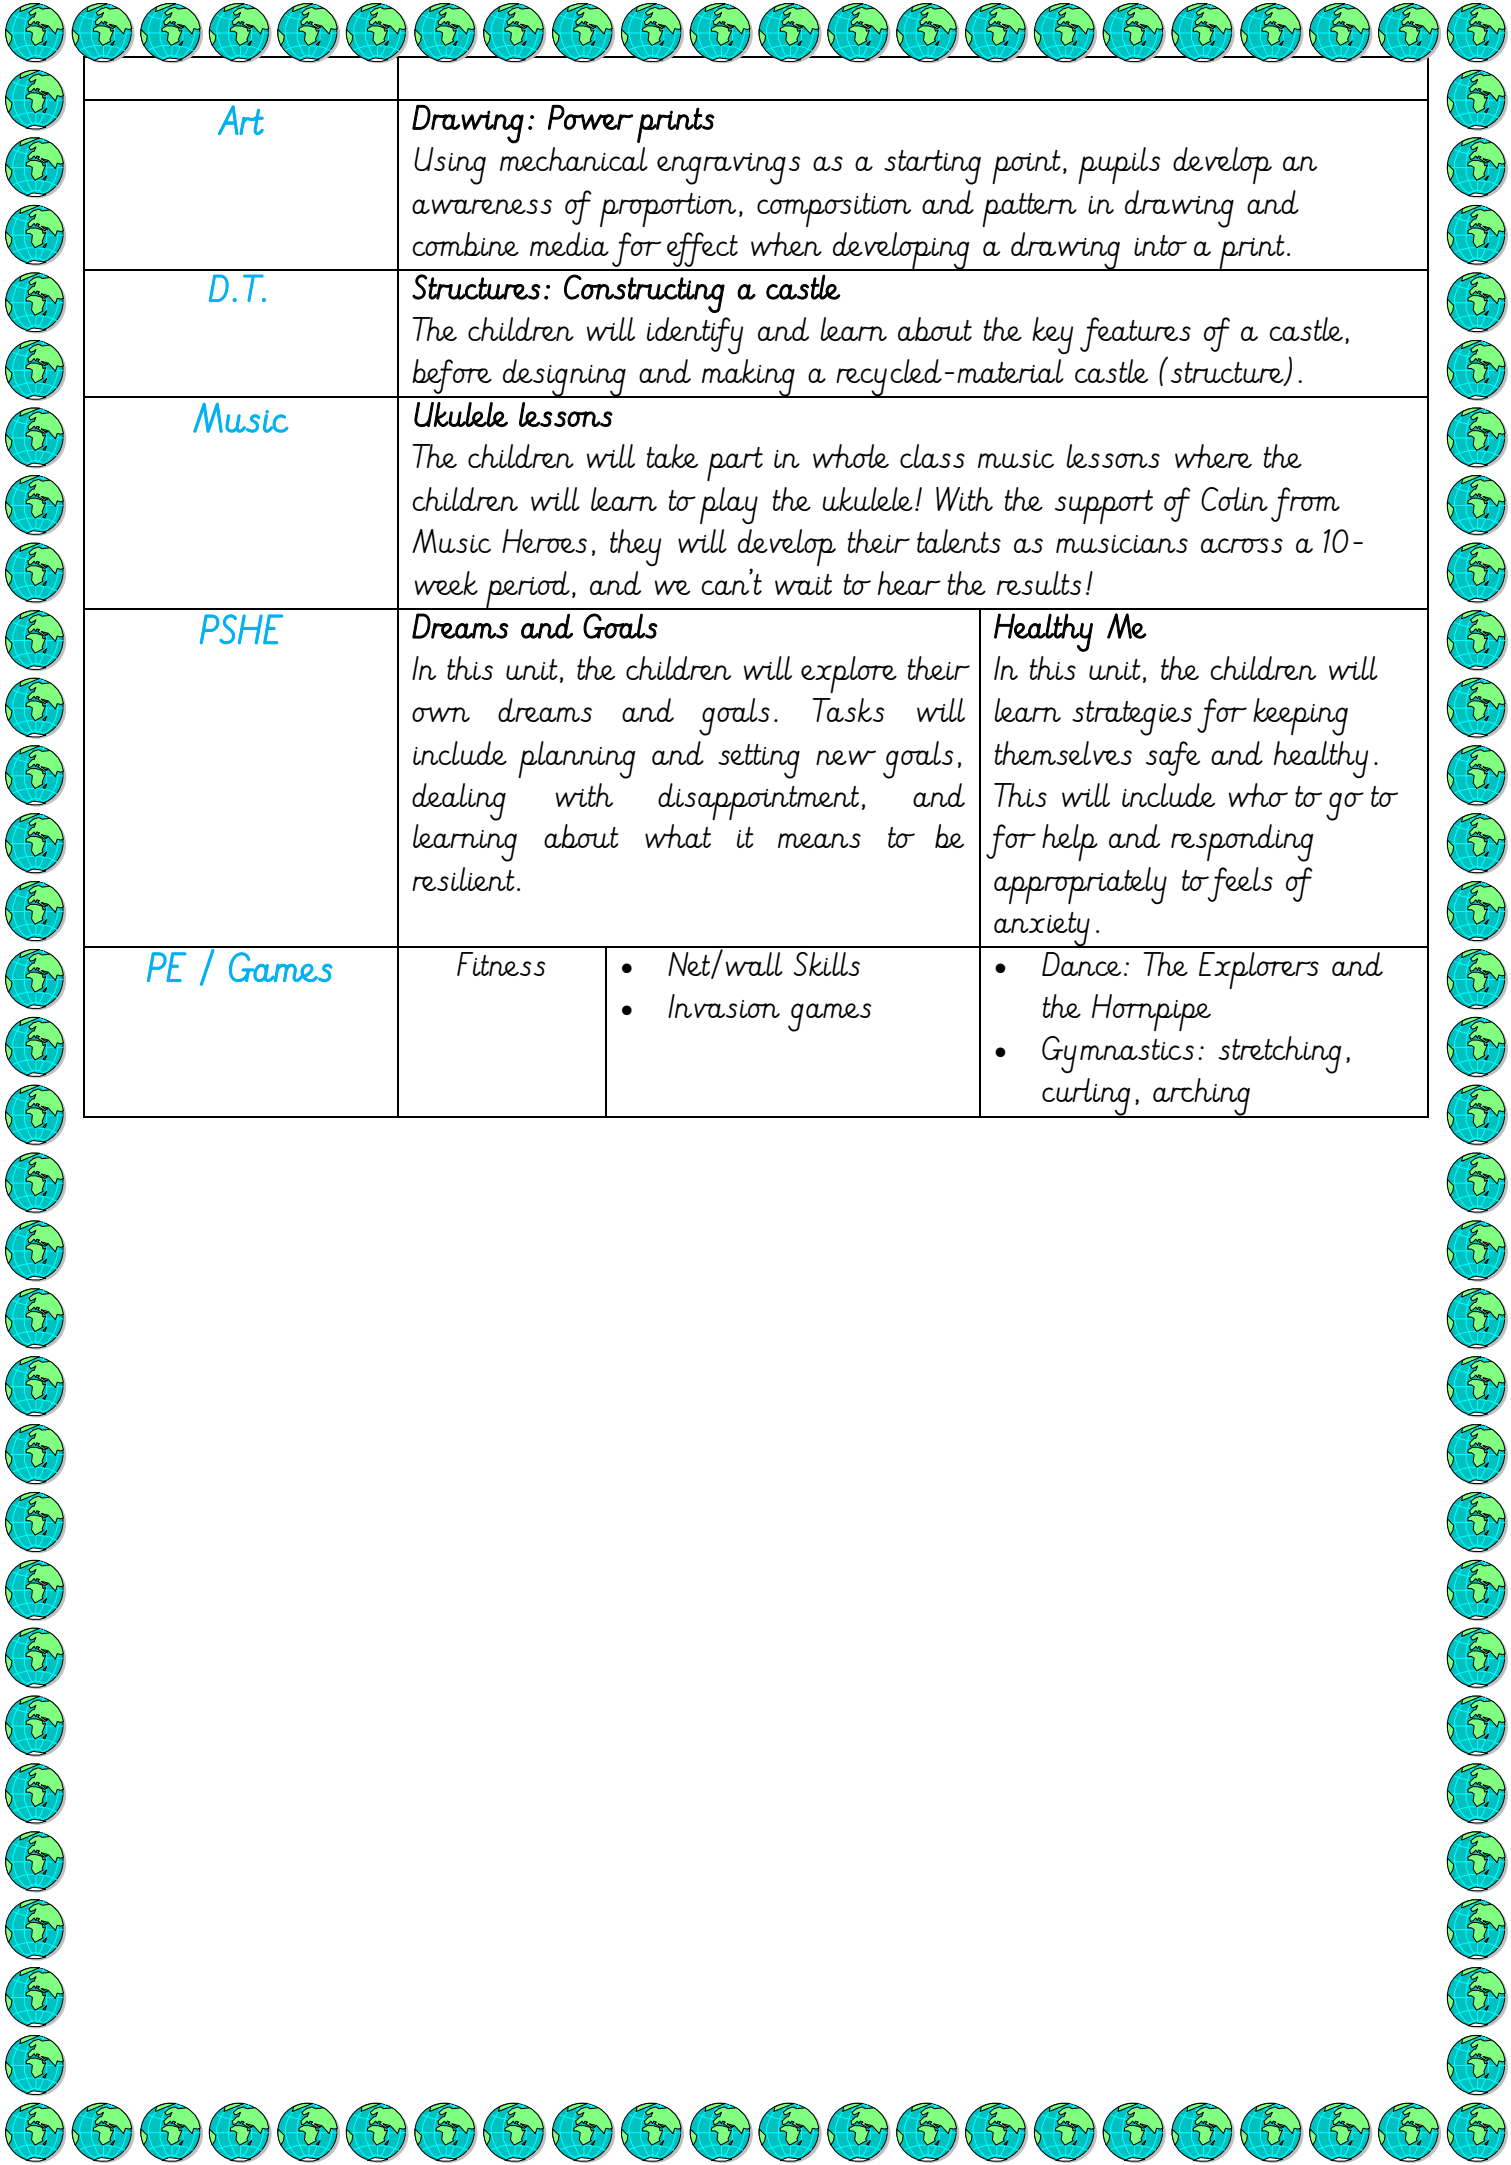 Art
Drawing: Power prints
Using mechanical engravings as a starting point, pupils develop an
awareness of proportion, composition and pattern in drawing and
combine media for effect when developing a drawing into a print.
D.T.
Structures: Constructing a castle
The children will identify and learn about the key features of a castle,
before designing and making a recycled-material castle (structure).
Music
Ukulele lessons
The children will take part in whole class music lessons where the
children will learn to play the ukulele! With the support of Colin from
Music Heroes, they will develop their talents as musicians across a 10-
week period, and we can't wait to hear the results!
PSHE
Dreams and Goals
In this unit, the children will explore their
own dreams and goals. Tasks will
include planning and setting new goals,
dealing with disappointment, and
learning about what it means to be
resilient.
Healthy Me
In this unit, the children will
learn strategies for keeping
themselves safe and healthy.
This will include who to go to
for help and responding
appropriately to feels of
anxiety.
PE / Games
Fitness
• Net/wall Skills
• Invasion games
• Dance: The Explorers and
the Hornpipe
• Gymnastics: stretching,
curling, arching